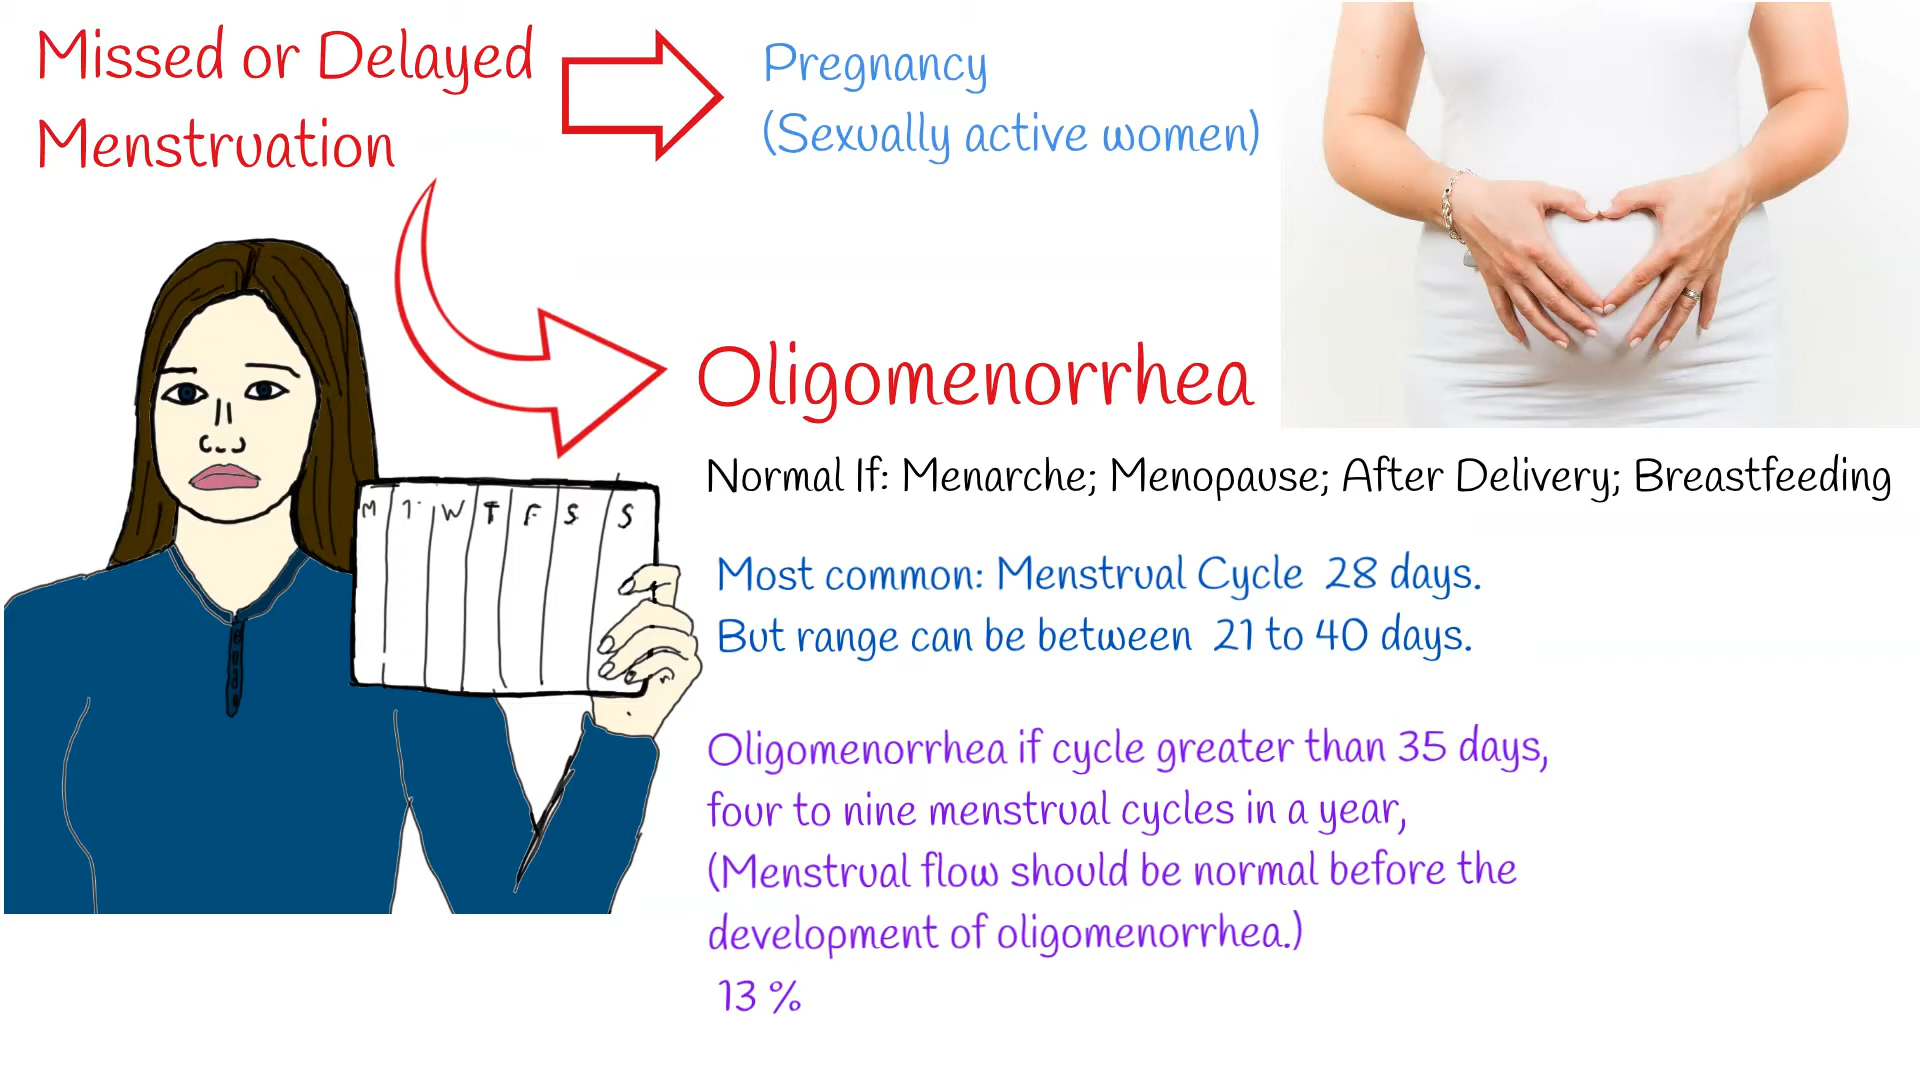 Missed or Delayed
Menstruation
Pregnancy
(Sexually active women)
Oligomenorrhea
Normal If: Menarche; Menopause; After Delivery; Breastfeeding
M T W T F S S
Most common: Menstrual Cycle 28 days.
But range can be between 21 to 40 days.
Oligomenorrhea if cycle greater than 35 days,
four to nine menstrual cycles in a year,
(Menstrual flow should be normal before the
development of oligomenorrhea.)
13 %